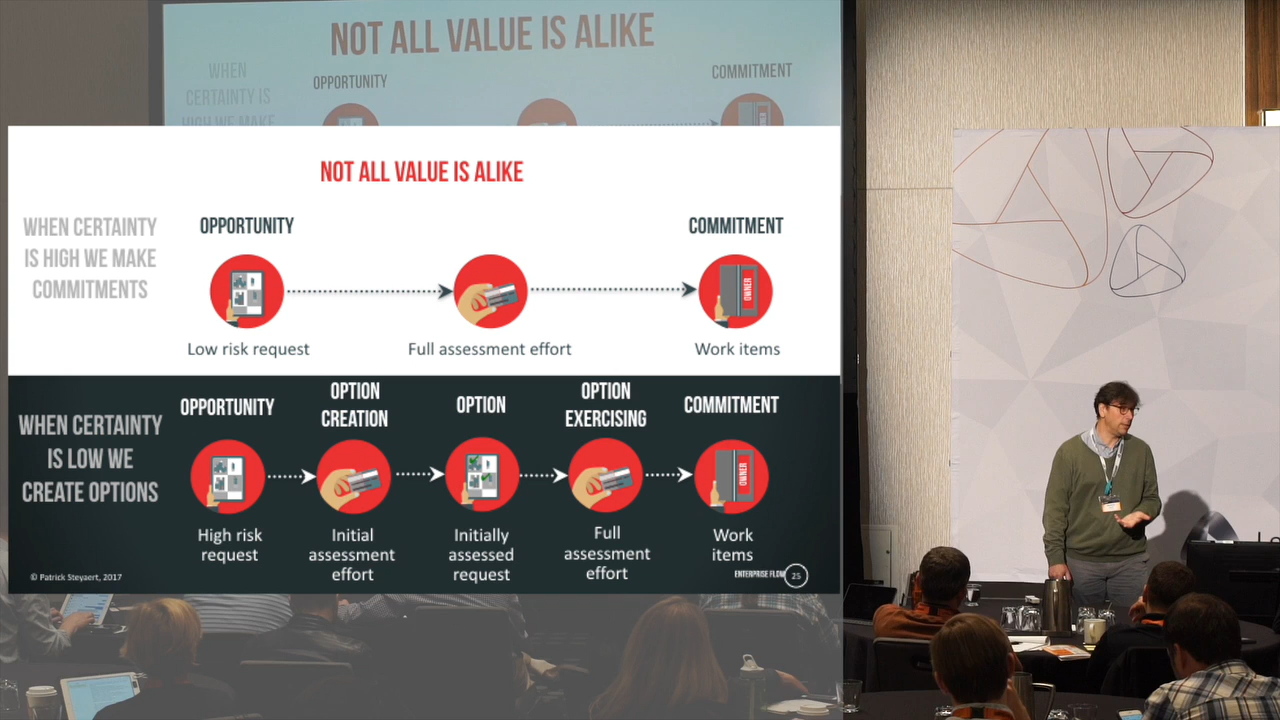 NOT ALL VALUE IS ALIKE
WHEN
CERTAINTY IS
HIGH WE MAKE
OPPORTUNITY
COMMITMENT
NOT ALL VALUE IS ALIKE
WHEN CERTAINTY
IS HIGH WE MAKE
COMMITMENTS
OPPORTUNITY
COMMITMENT
OWNER
Low risk request
Full assessment effort
Work items
WHEN CERTAINTY
IS LOW WE
CREATE OPTIONS
OPPORTUNITY
OPTION
CREATION
OPTION
OPTION
EXERCISING
COMMITMENT
OWNER
High risk
request
Initial
assessment
effort
Initially
assessed
request
Full
assessment
effort
Work
items
© Patrick Steyaert, 2017
ENTERPRISE FLOW
25